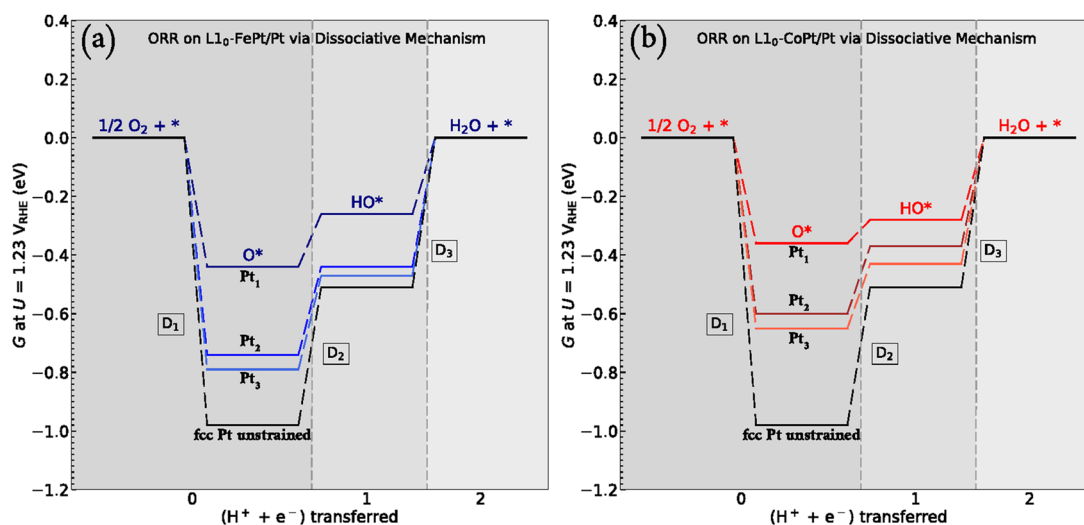 (a)
ORR on L1₀-FePt/Pt via Dissociative Mechanism
G at U = 1.23 V_RHE (eV)
0.4
0.2
0.0
−0.2
−0.4
−0.6
−0.8
−1.0
−1.2
1/2 O₂ + *
H₂O + *
HO*
O*
Pt₁
D₃
D₁
Pt₂
D₂
Pt₃
fcc Pt unstrained
0 1 2
(H⁺ + e⁻) transferred
(b)
ORR on L1₀-CoPt/Pt via Dissociative Mechanism
G at U = 1.23 V_RHE (eV)
0.4
0.2
0.0
−0.2
−0.4
−0.6
−0.8
−1.0
−1.2
1/2 O₂ + *
H₂O + *
HO*
O*
Pt₁
D₃
Pt₂
D₁
Pt₃
D₂
fcc Pt unstrained
0 1 2
(H⁺ + e⁻) transferred